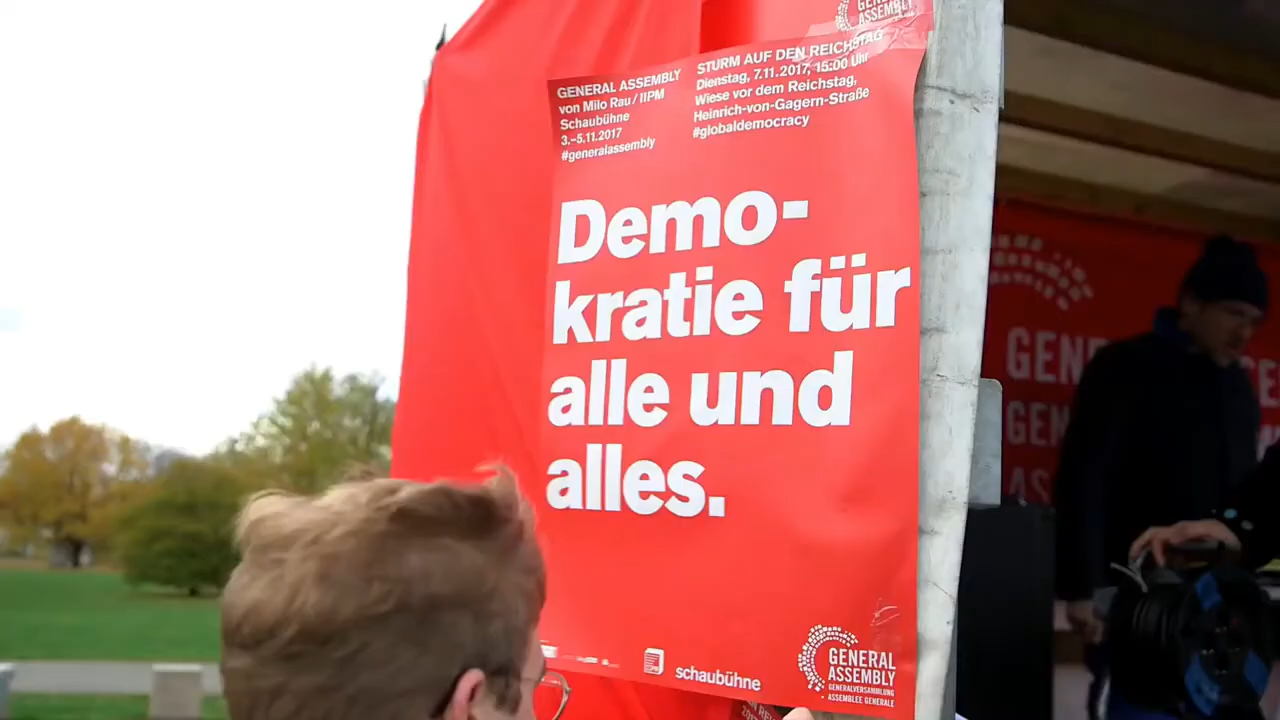 GENERAL
ASSEMBLY
GENERAL ASSEMBLY
von Milo Rau / IIPM
Schaubühne
3.–5.11.2017
#generalassembly
STURM AUF DEN REICHSTAG
Dienstag, 7.11.2017, 15:00 Uhr
Wiese vor dem Reichstag,
Heinrich-von-Gagern-Straße
#globaldemocracy
Demo-
kratie für
alle und
alles.
schaubühne
GENERAL
ASSEMBLY
GENERALVERSAMMLUNG
ASSEMBLEE GENERALE